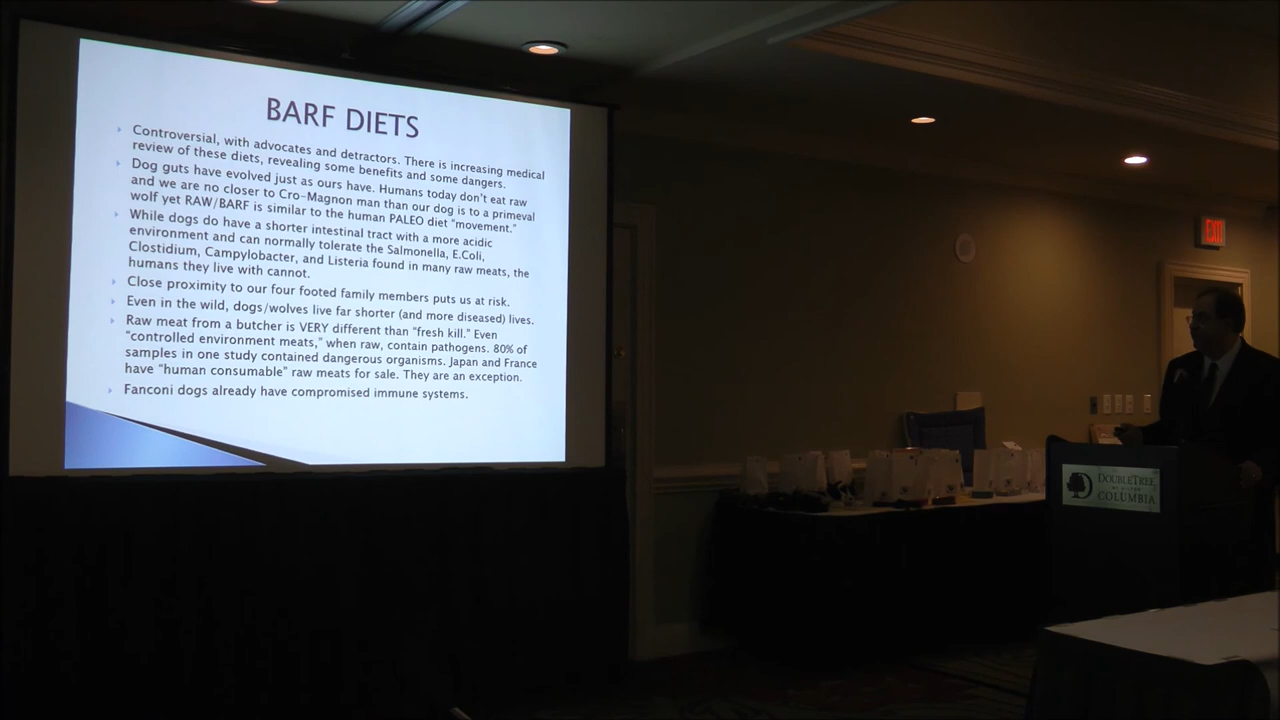 BARF DIETS
Controversial, with advocates and detractors. There is increasing medical
review of these diets, revealing some benefits and some dangers.
Dog guts have evolved just as ours have. Humans today don't eat raw
and we are no closer to Cro-Magnon man than our dog is to a primeval
wolf yet RAW/BARF is similar to the human PALEO diet "movement."
While dogs do have a shorter intestinal tract with a more acidic
environment and can normally tolerate the Salmonella, E.Coli,
Clostidium, Campylobacter, and Listeria found in many raw meats, the
humans they live with cannot.
Close proximity to our four footed family members puts us at risk.
Even in the wild, dogs/wolves live far shorter (and more diseased) lives.
Raw meat from a butcher is VERY different than "fresh kill." Even
"controlled environment meats," when raw, contain pathogens. 80% of
samples in one study contained dangerous organisms. Japan and France
have "human consumable" raw meats for sale. They are an exception.
Fanconi dogs already have compromised immune systems.
EXIT
D
DOUBLETREE
BY HILTON
COLUMBIA